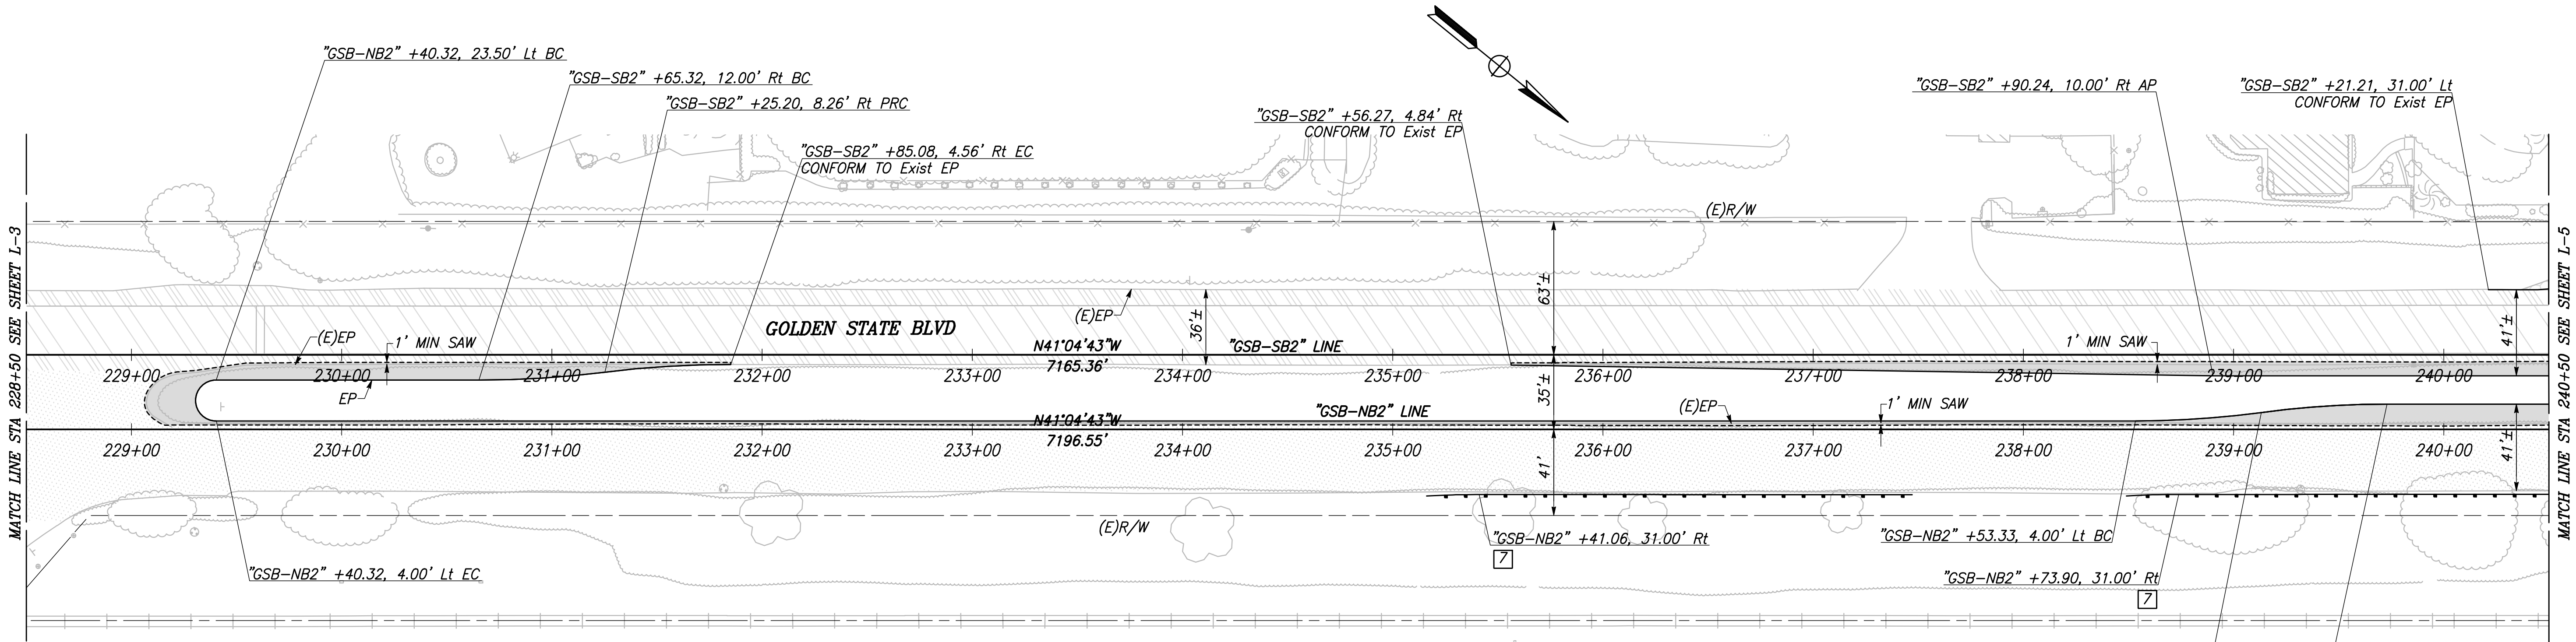 "GSB-NB2" +40.32, 23.50' Lt BC
"GSB-SB2" +65.32, 12.00' Rt BC
"GSB-SB2" +25.20, 8.26' Rt PRC
"GSB-SB2" +85.08, 4.56' Rt EC
CONFORM TO Exist EP
"GSB-SB2" +56.27, 4.84' Rt
CONFORM TO Exist EP
"GSB-SB2" +90.24, 10.00' Rt AP
"GSB-SB2" +21.21, 31.00' Lt
CONFORM TO Exist EP
(E)R/W
63'±
MATCH LINE STA 228+50 SEE SHEET L-3
MATCH LINE STA 240+50 SEE SHEET L-5
(E)EP
36'±
GOLDEN STATE BLVD
(E)EP
1' MIN SAW
N41°04'43"W
7165.36'
"GSB-SB2" LINE
1' MIN SAW
41'±
229+00
230+00
231+00
232+00
233+00
234+00
235+00
236+00
237+00
238+00
239+00
240+00
EP
35'±
N41°04'43"W
7196.55'
"GSB-NB2" LINE
(E)EP
1' MIN SAW
229+00
230+00
231+00
232+00
233+00
234+00
235+00
236+00
237+00
238+00
239+00
240+00
41'
41'±
(E)R/W
"GSB-NB2" +41.06, 31.00' Rt
7
"GSB-NB2" +53.33, 4.00' Lt BC
"GSB-NB2" +40.32, 4.00' Lt EC
"GSB-NB2" +73.90, 31.00' Rt
7